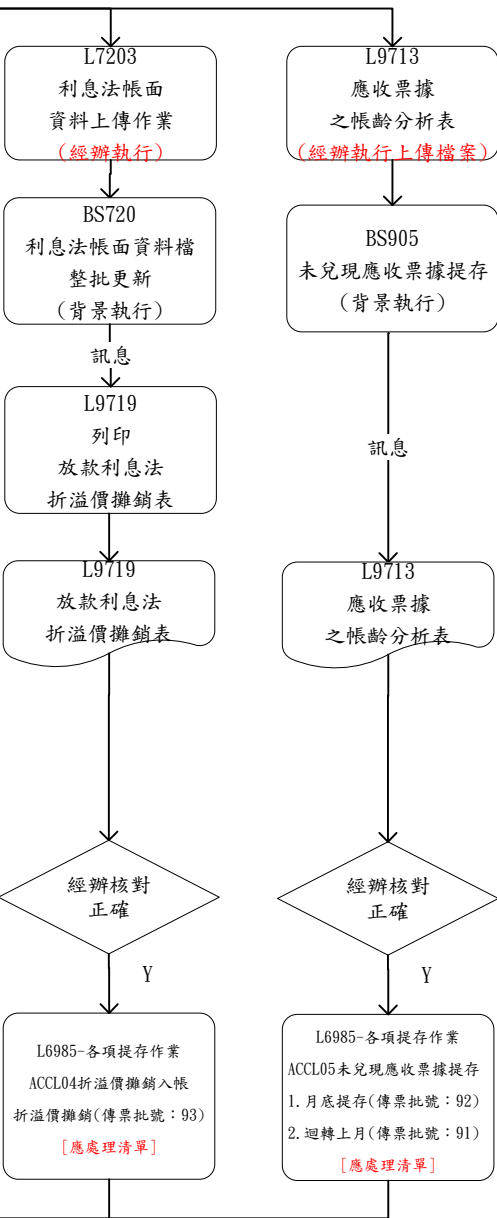 L7203
利息法帳面
資料上傳作業
(經辦執行)
BS720
利息法帳面資料檔
整批更新
(背景執行)
訊息
L9719
列印
放款利息法
折溢價攤銷表
L9719
放款利息法
折溢價攤銷表
經辦核對
正確
Y
L6985-各項提存作業
ACCL04折溢價攤銷入帳
折溢價攤銷(傳票批號：93)
[應處理清單]
L9713
應收票據
之帳齡分析表
(經辦執行上傳檔案)
BS905
未兌現應收票據提存
(背景執行)
訊息
L9713
應收票據
之帳齡分析表
經辦核對
正確
Y
L6985-各項提存作業
ACCL05未兌現應收票據提存
1.月底提存(傳票批號：92)
2.迴轉上月(傳票批號：91)
[應處理清單]